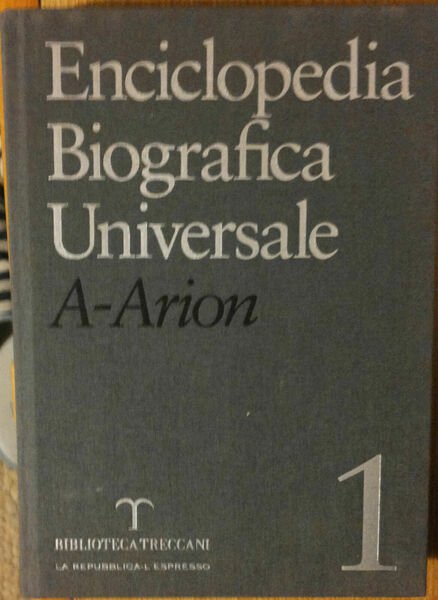 Enciclopedia
Biografica
Universale
A-Arion
1
BIBLIOTECA TRECCANI
LA REPUBBLICA-L'ESPRESSO